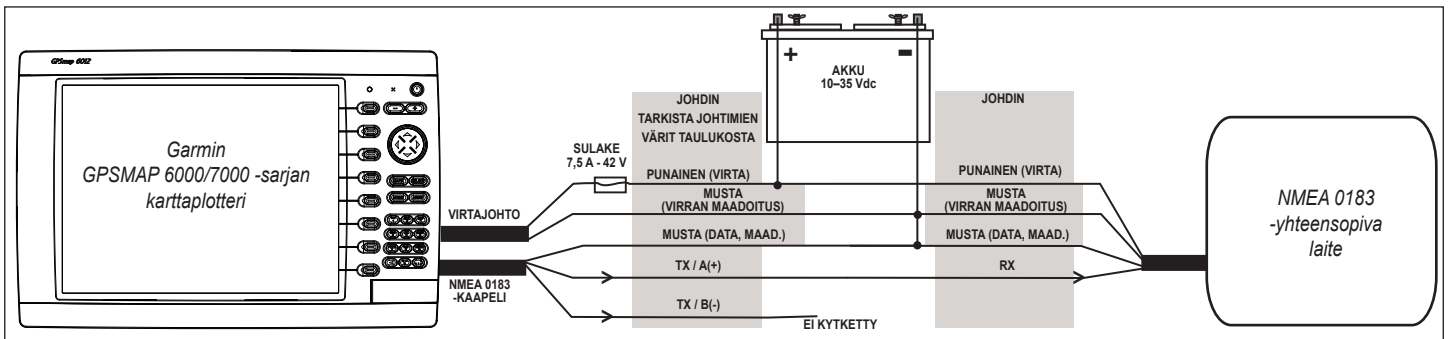 GPSmap 6012
Garmin
GPSMAP 6000/7000 -sarjan
karttaplotteri
VIRTAJOHTO
NMEA 0183
-KAAPELI
SULAKE
7,5 A - 42 V
JOHDIN
TARKISTA JOHTIMIEN
VÄRIT TAULUKOSTA
PUNAINEN (VIRTA)
MUSTA
(VIRRAN MAADOITUS)
MUSTA (DATA, MAAD.)
TX / A(+)
TX / B(-)
EI KYTKETTY
+ -
AKKU
10–35 Vdc
JOHDIN
PUNAINEN (VIRTA)
MUSTA
(VIRRAN MAADOITUS)
MUSTA (DATA, MAAD.)
RX
NMEA 0183
-yhteensopiva
laite